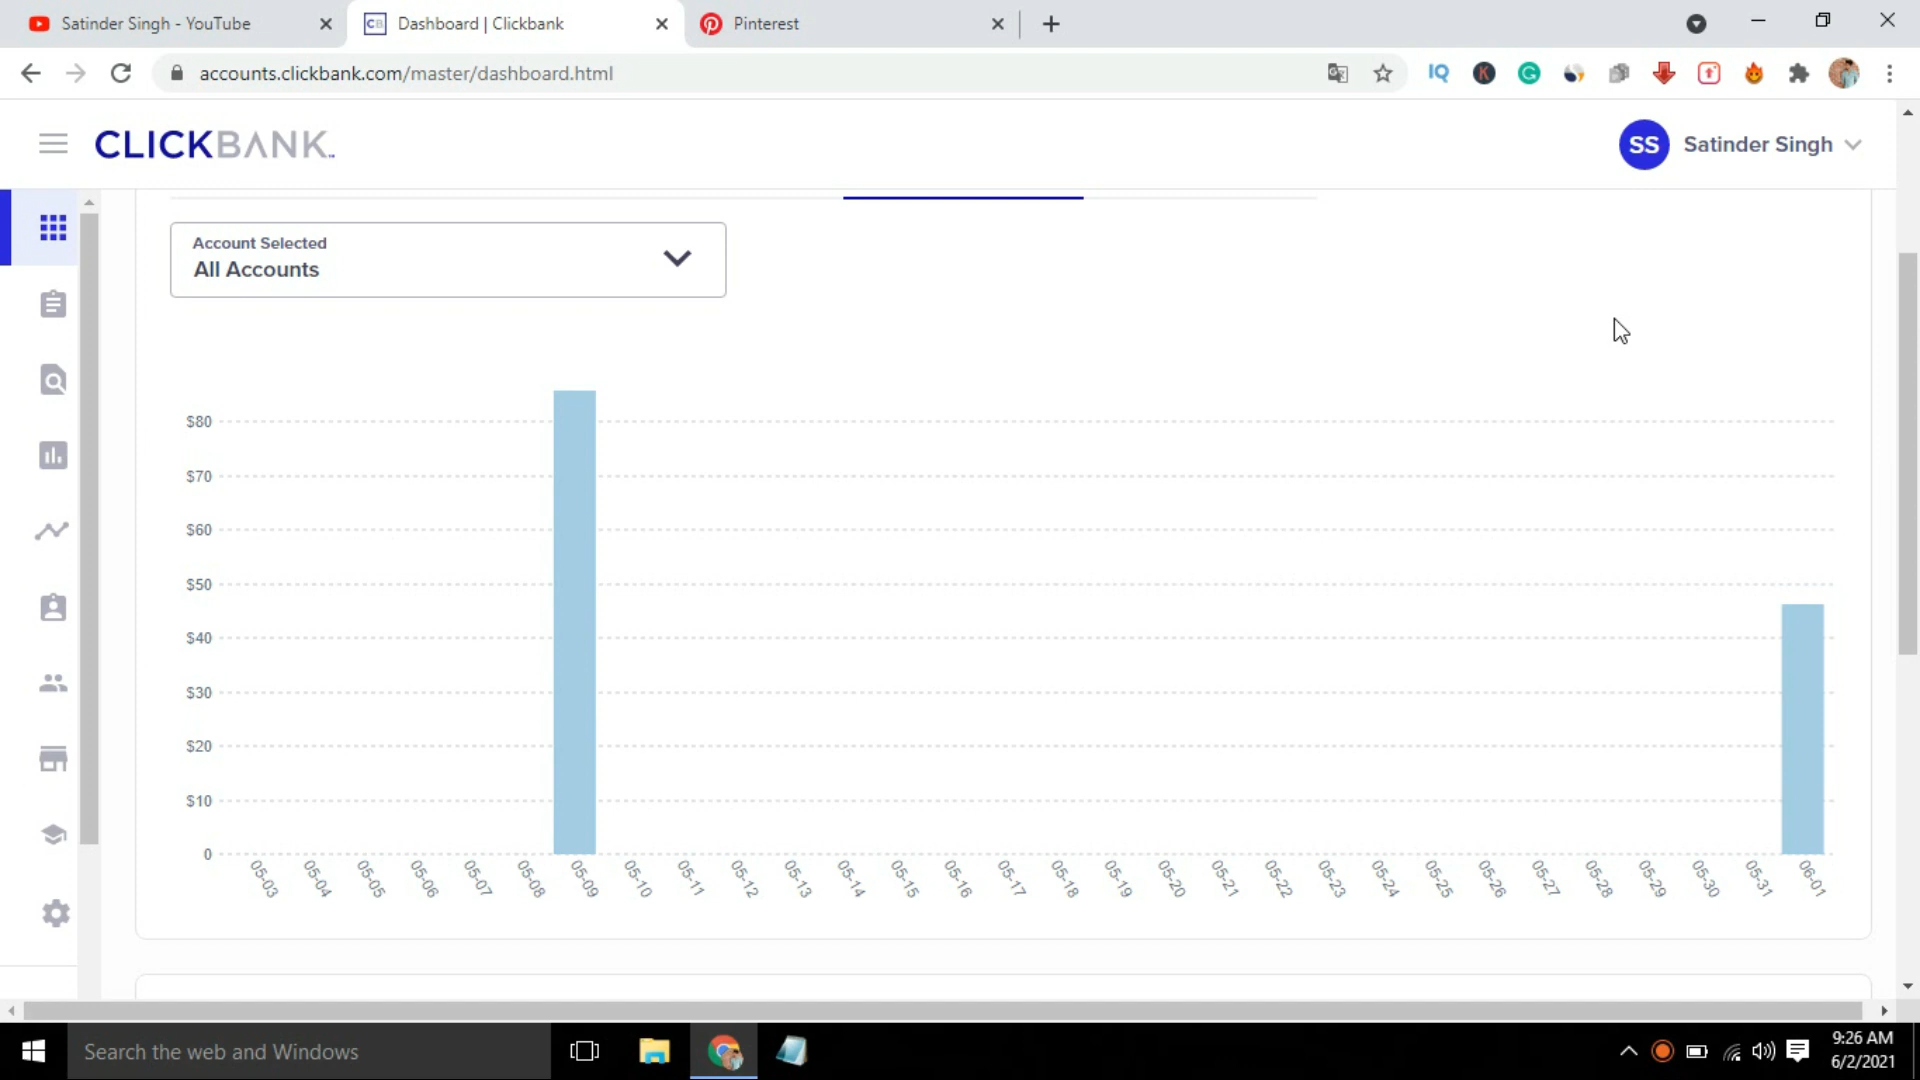 Satinder Singh - YouTube
CB Dashboard | Clickbank
Pinterest
accounts.clickbank.com/master/dashboard.html
IQ K G
CLICKBANK
SS Satinder Singh
Account Selected
All Accounts
$80
$70
$60
$50
$40
$30
$20
$10
0
05-03 05-04 05-05 05-06 05-07 05-08 05-09 05-10 05-11 05-12 05-13 05-14 05-15 05-16 05-17 05-18 05-19 05-20 05-21 05-22 05-23 05-24 05-25 05-26 05-27 05-28 05-29 05-30 05-31 06-01
Search the web and Windows
9:26 AM
6/2/2021